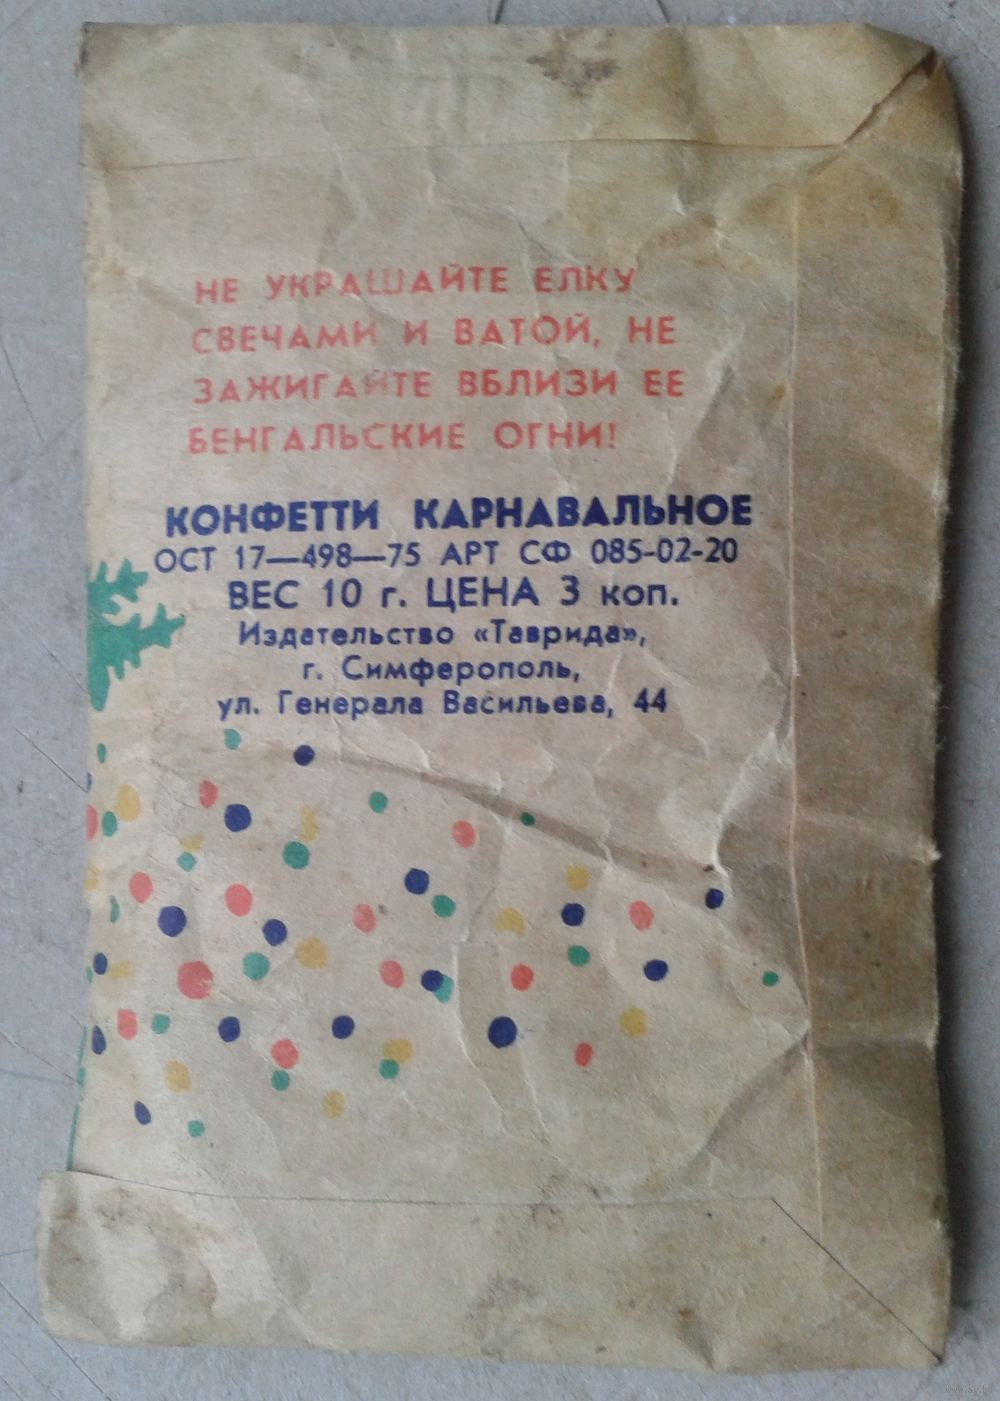 НЕ УКРАШАЙТЕ ЕЛКУ
СВЕЧАМИ И ВАТОЙ, НЕ
ЗАЖИГАЙТЕ ВБЛИЗИ ЕЕ
БЕНГАЛЬСКИЕ ОГНИ!
КОНФЕТТИ КАРНАВАЛЬНОЕ
ОСТ 17—498—75 АРТ СФ 085-02-20
ВЕС 10 г. ЦЕНА 3 коп.
Издательство «Таврида»,
г. Симферополь,
ул. Генерала Васильева, 44